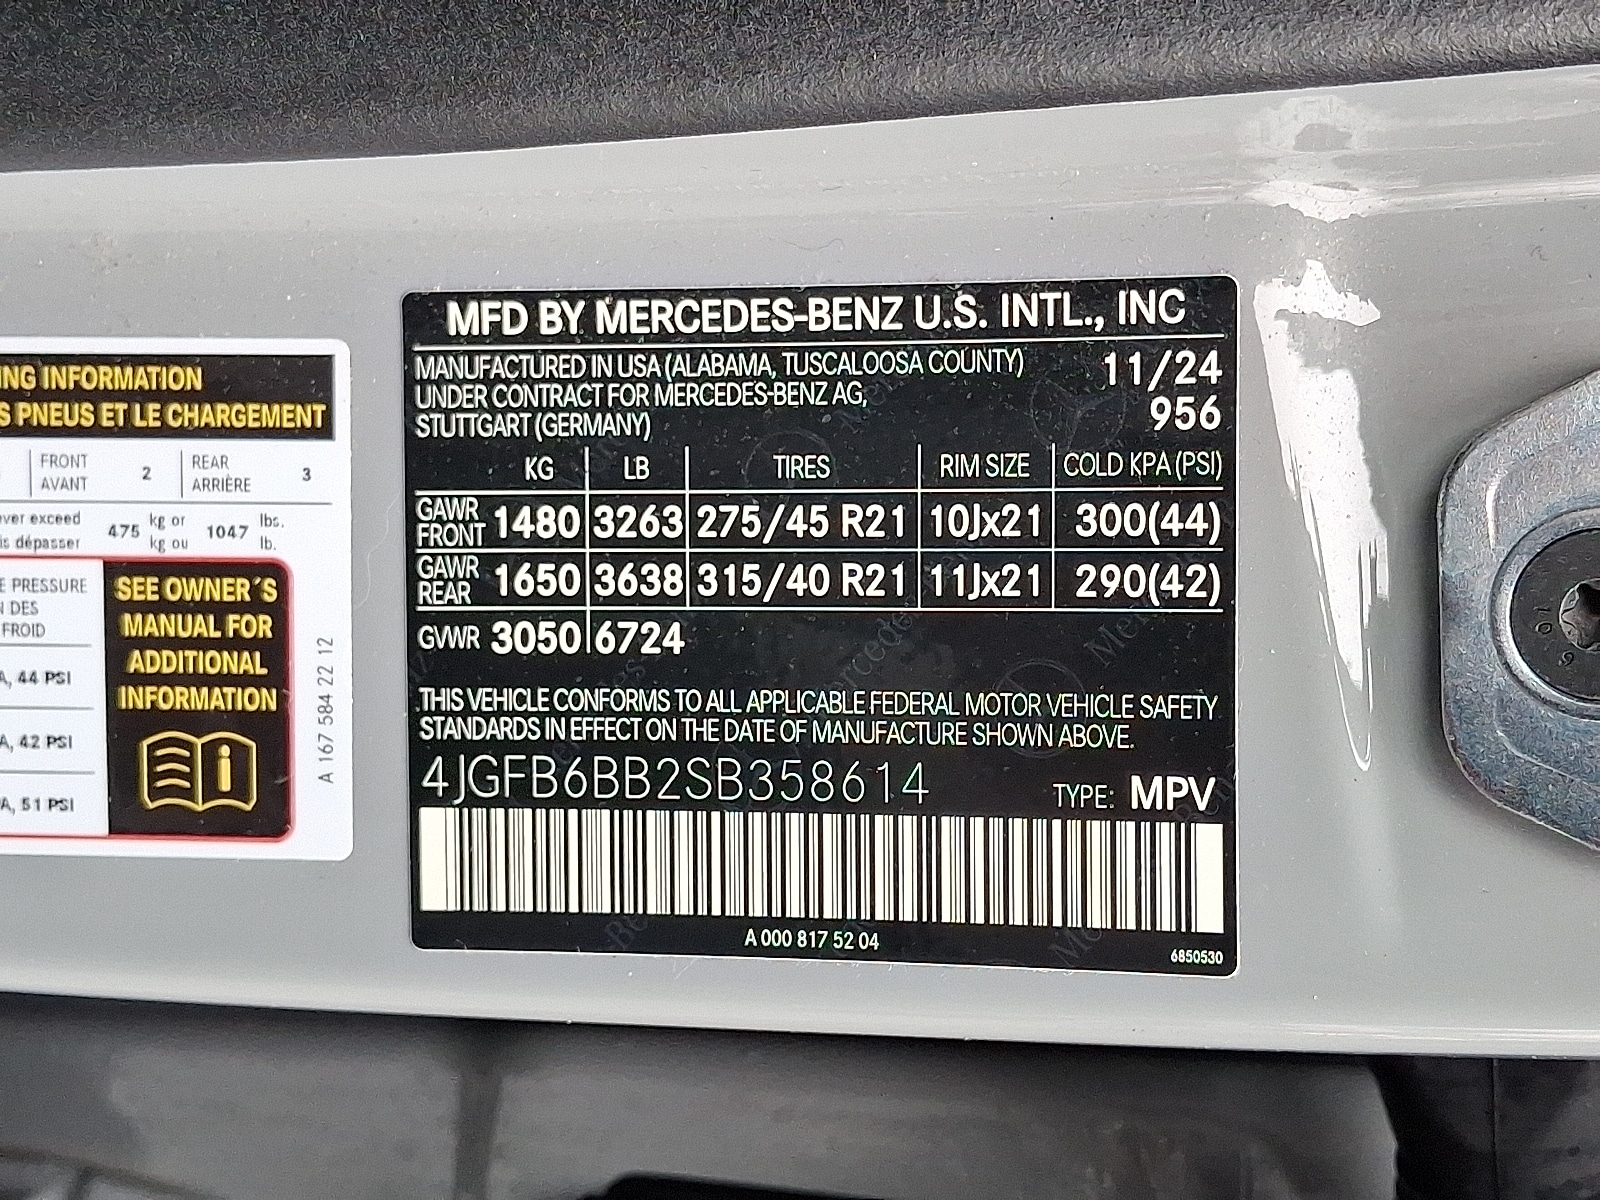 ING INFORMATION
S PNEUS ET LE CHARGEMENT
FRONT
AVANT
2
REAR
ARRIÈRE
3
ever exceed
is dépasser
475
kg or
kg ou
1047
lbs.
lb.
E PRESSURE
N DES
FROID
A, 44 PSI
A, 42 PSI
A, 51 PSI
SEE OWNER´S
MANUAL FOR
ADDITIONAL
INFORMATION
A 167 584 22 12
MFD BY MERCEDES-BENZ U.S. INTL., INC
MANUFACTURED IN USA (ALABAMA, TUSCALOOSA COUNTY) 11/24
UNDER CONTRACT FOR MERCEDES-BENZ AG, 956
STUTTGART (GERMANY)
KG LB TIRES RIM SIZE COLD KPA (PSI)
GAWR FRONT 1480 3263 275/45 R21 10Jx21 300(44)
GAWR REAR 1650 3638 315/40 R21 11Jx21 290(42)
GVWR 3050 6724
THIS VEHICLE CONFORMS TO ALL APPLICABLE FEDERAL MOTOR VEHICLE SAFETY
STANDARDS IN EFFECT ON THE DATE OF MANUFACTURE SHOWN ABOVE.
4JGFB6BB2SB358614 TYPE: MPV
A 000 817 52 04
6850530